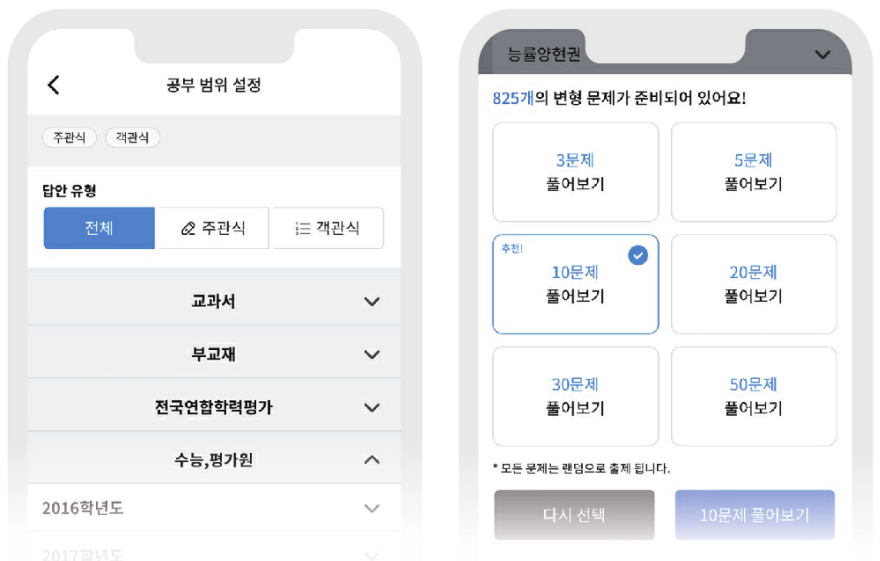 공부 범위 설정
주관식 객관식
답안 유형
전체 주관식 객관식
교과서
부교재
전국연합학력평가
수능,평가원
2016학년도
2017학년도
능률양현권
825개의 변형 문제가 준비되어 있어요!
3문제
풀어보기
5문제
풀어보기
추천!
10문제
풀어보기
20문제
풀어보기
30문제
풀어보기
50문제
풀어보기
* 모든 문제는 랜덤으로 출제 됩니다.
다시 선택
10문제 풀어보기